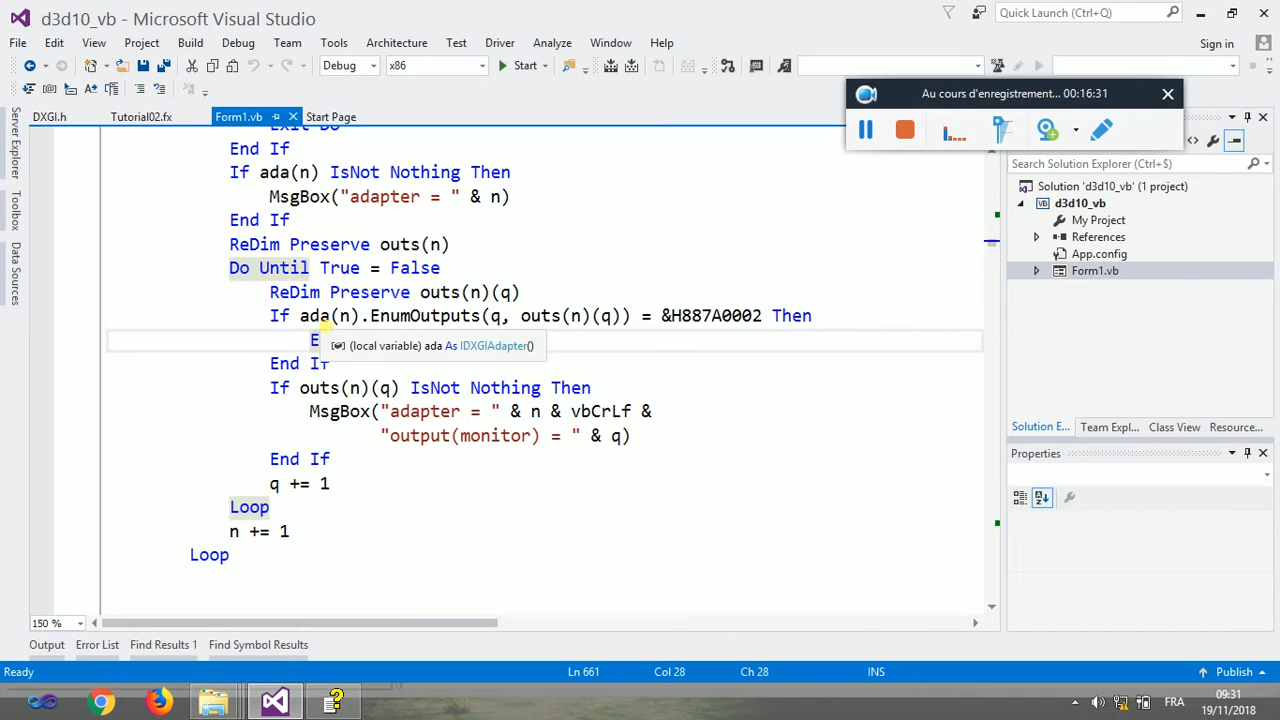 d3d10_vb - Microsoft Visual Studio
Quick Launch (Ctrl+Q)
File Edit View Project Build Debug Team Tools Architecture Test Driver Analyze Window Help
Sign in
Debug x86 Start
Au cours d'enregistrement... 00:16:31
DXGI.h Tutorial02.fx Form1.vb Start Page
Server Explorer
Toolbox
Data Sources
Exit Do
End If
If ada(n) IsNot Nothing Then
MsgBox("adapter = " & n)
End If
ReDim Preserve outs(n)
Do Until True = False
ReDim Preserve outs(n)(q)
If ada(n).EnumOutputs(q, outs(n)(q)) = &H887A0002 Then
E
(local variable) ada As IDXGIAdapter()
End If
If outs(n)(q) IsNot Nothing Then
MsgBox("adapter = " & n & vbCrLf &
"output(monitor) = " & q)
End If
q += 1
Loop
n += 1
Loop
150 %
Search Solution Explorer (Ctrl+$)
Solution 'd3d10_vb' (1 project)
d3d10_vb
My Project
References
App.config
Form1.vb
Solution E... Team Expl... Class View Resource...
Properties
Output Error List Find Results 1 Find Symbol Results
Ready Ln 661 Col 28 Ch 28 INS Publish
FRA
09:31
19/11/2018